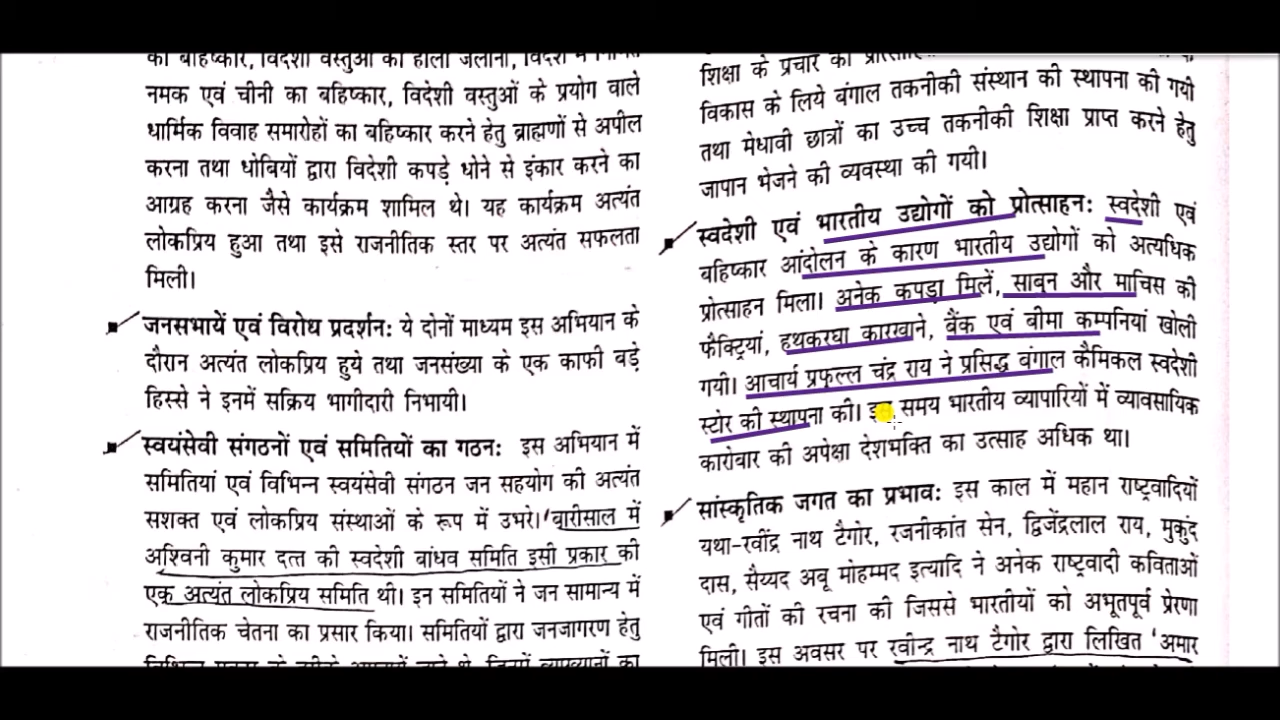 का बहिष्कार, विदेशी वस्तुओं की होली जलाना, विदेश में
नमक एवं चीनी का बहिष्कार, विदेशी वस्तुओं के प्रयोग वाले
धार्मिक विवाह समारोहों का बहिष्कार करने हेतु ब्राह्मणों से अपील
करना तथा धोबियों द्वारा विदेशी कपड़े धोने से इंकार करने का
आग्रह करना जैसे कार्यक्रम शामिल थे। यह कार्यक्रम अत्यंत
लोकप्रिय हुआ तथा इसे राजनीतिक स्तर पर अत्यंत सफलता
मिली।
जनसभायें एवं विरोध प्रदर्शन: ये दोनों माध्यम इस अभियान के
दौरान अत्यंत लोकप्रिय हुये तथा जनसंख्या के एक काफी बड़े
हिस्से ने इनमें सक्रिय भागीदारी निभायी।
स्वयंसेवी संगठनों एवं समितियों का गठन: इस अभियान में
समितियां एवं विभिन्न स्वयंसेवी संगठन जन सहयोग की अत्यंत
सशक्त एवं लोकप्रिय संस्थाओं के रूप में उभरे। बारीसाल में
अश्विनी कुमार दत्त की स्वदेशी बांधव समिति इसी प्रकार की
एक अत्यंत लोकप्रिय समिति थी। इन समितियों ने जन सामान्य में
राजनीतिक चेतना का प्रसार किया। समितियों द्वारा जनजागरण हेतु
शिक्षा के प्रचार को
विकास के लिये बंगाल तकनीकी संस्थान की स्थापना की गयी
तथा मेधावी छात्रों का उच्च तकनीकी शिक्षा प्राप्त करने हेतु
जापान भेजने की व्यवस्था की गयी।
स्वदेशी एवं भारतीय उद्योगों को प्रोत्साहन: स्वदेशी एवं
बहिष्कार आंदोलन के कारण भारतीय उद्योगों को अत्यधिक
प्रोत्साहन मिला। अनेक कपड़ा मिलें, साबुन और माचिस की
फैक्ट्रियां, हथकरघा कारखाने, बैंक एवं बीमा कम्पनियां खोली
गयी। आचार्य प्रफुल्ल चंद्र राय ने प्रसिद्ध बंगाल कैमिकल स्वदेशी
स्टोर की स्थापना की। इस समय भारतीय व्यापारियों में व्यावसायिक
कारोबार की अपेक्षा देशभक्ति का उत्साह अधिक था।
सांस्कृतिक जगत का प्रभाव: इस काल में महान राष्ट्रवादियों
यथा-रवींद्र नाथ टैगोर, रजनीकांत सेन, द्विजेंद्रलाल राय, मुकुंद
दास, सैय्यद अबू मोहम्मद इत्यादि ने अनेक राष्ट्रवादी कविताओं
एवं गीतों की रचना की जिससे भारतीयों को अभूतपूर्व प्रेरणा
मिली। इस अवसर पर रवीन्द्र नाथ टैगोर द्वारा लिखित 'अमार